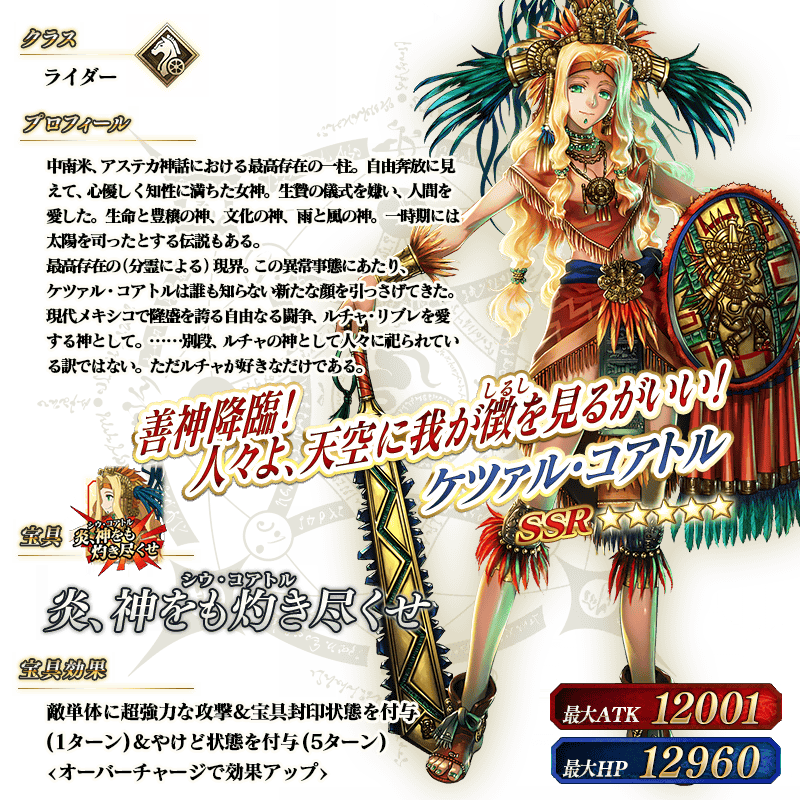 クラス
ライダー
プロフィール
中南米、アステカ神話における最高存在の一柱。自由奔放に見
えて、心優しく知性に満ちた女神。生贄の儀式を嫌い、人間を
愛した。生命と豊穣の神、文化の神、雨と風の神。一時期には
太陽を司ったとする伝説もある。
最高存在の(分霊による)現界。この異常事態にあたり、
ケツァル・コアトルは誰も知らない新たな顔を引っさげてきた。
現代メキシコで隆盛を誇る自由なる闘争、ルチャ・リブレを愛
する神として。……別段、ルチャの神として人々に祀られてい
る訳ではない。ただルチャが好きなだけである。
善神降臨!
しるし
人々よ、天空に我が徴を見るがいい!
ケツァル・コアトル
SSR ★★★★★
宝具
シウ・コアトル
炎、神をも
灼き尽くせ
シウ・コアトル
炎、神をも灼き尽くせ
宝具効果
敵単体に超強力な攻撃&宝具封印状態を付与
(1ターン)&やけど状態を付与(5ターン)
<オーバーチャージで効果アップ>
最大ATK 12001
最大HP 12960